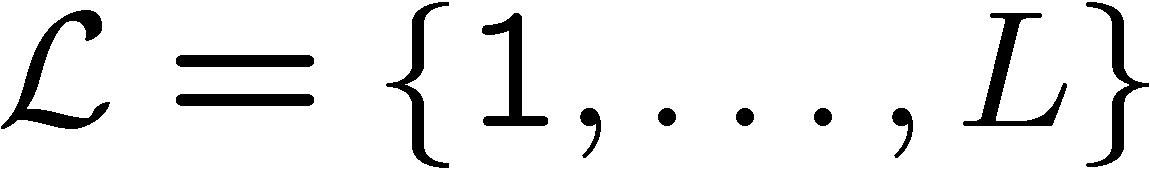 ℒ = {1, . . . , L}